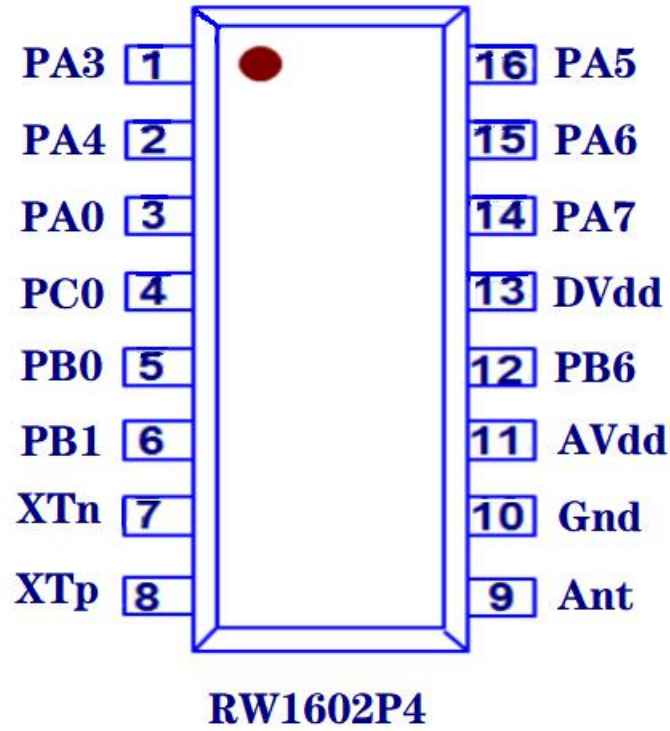 PA3 1 16 PA5
PA4 2 15 PA6
PA0 3 14 PA7
PC0 4 13 DVdd
PB0 5 12 PB6
PB1 6 11 AVdd
XTn 7 10 Gnd
XTp 8 9 Ant
RW1602P4